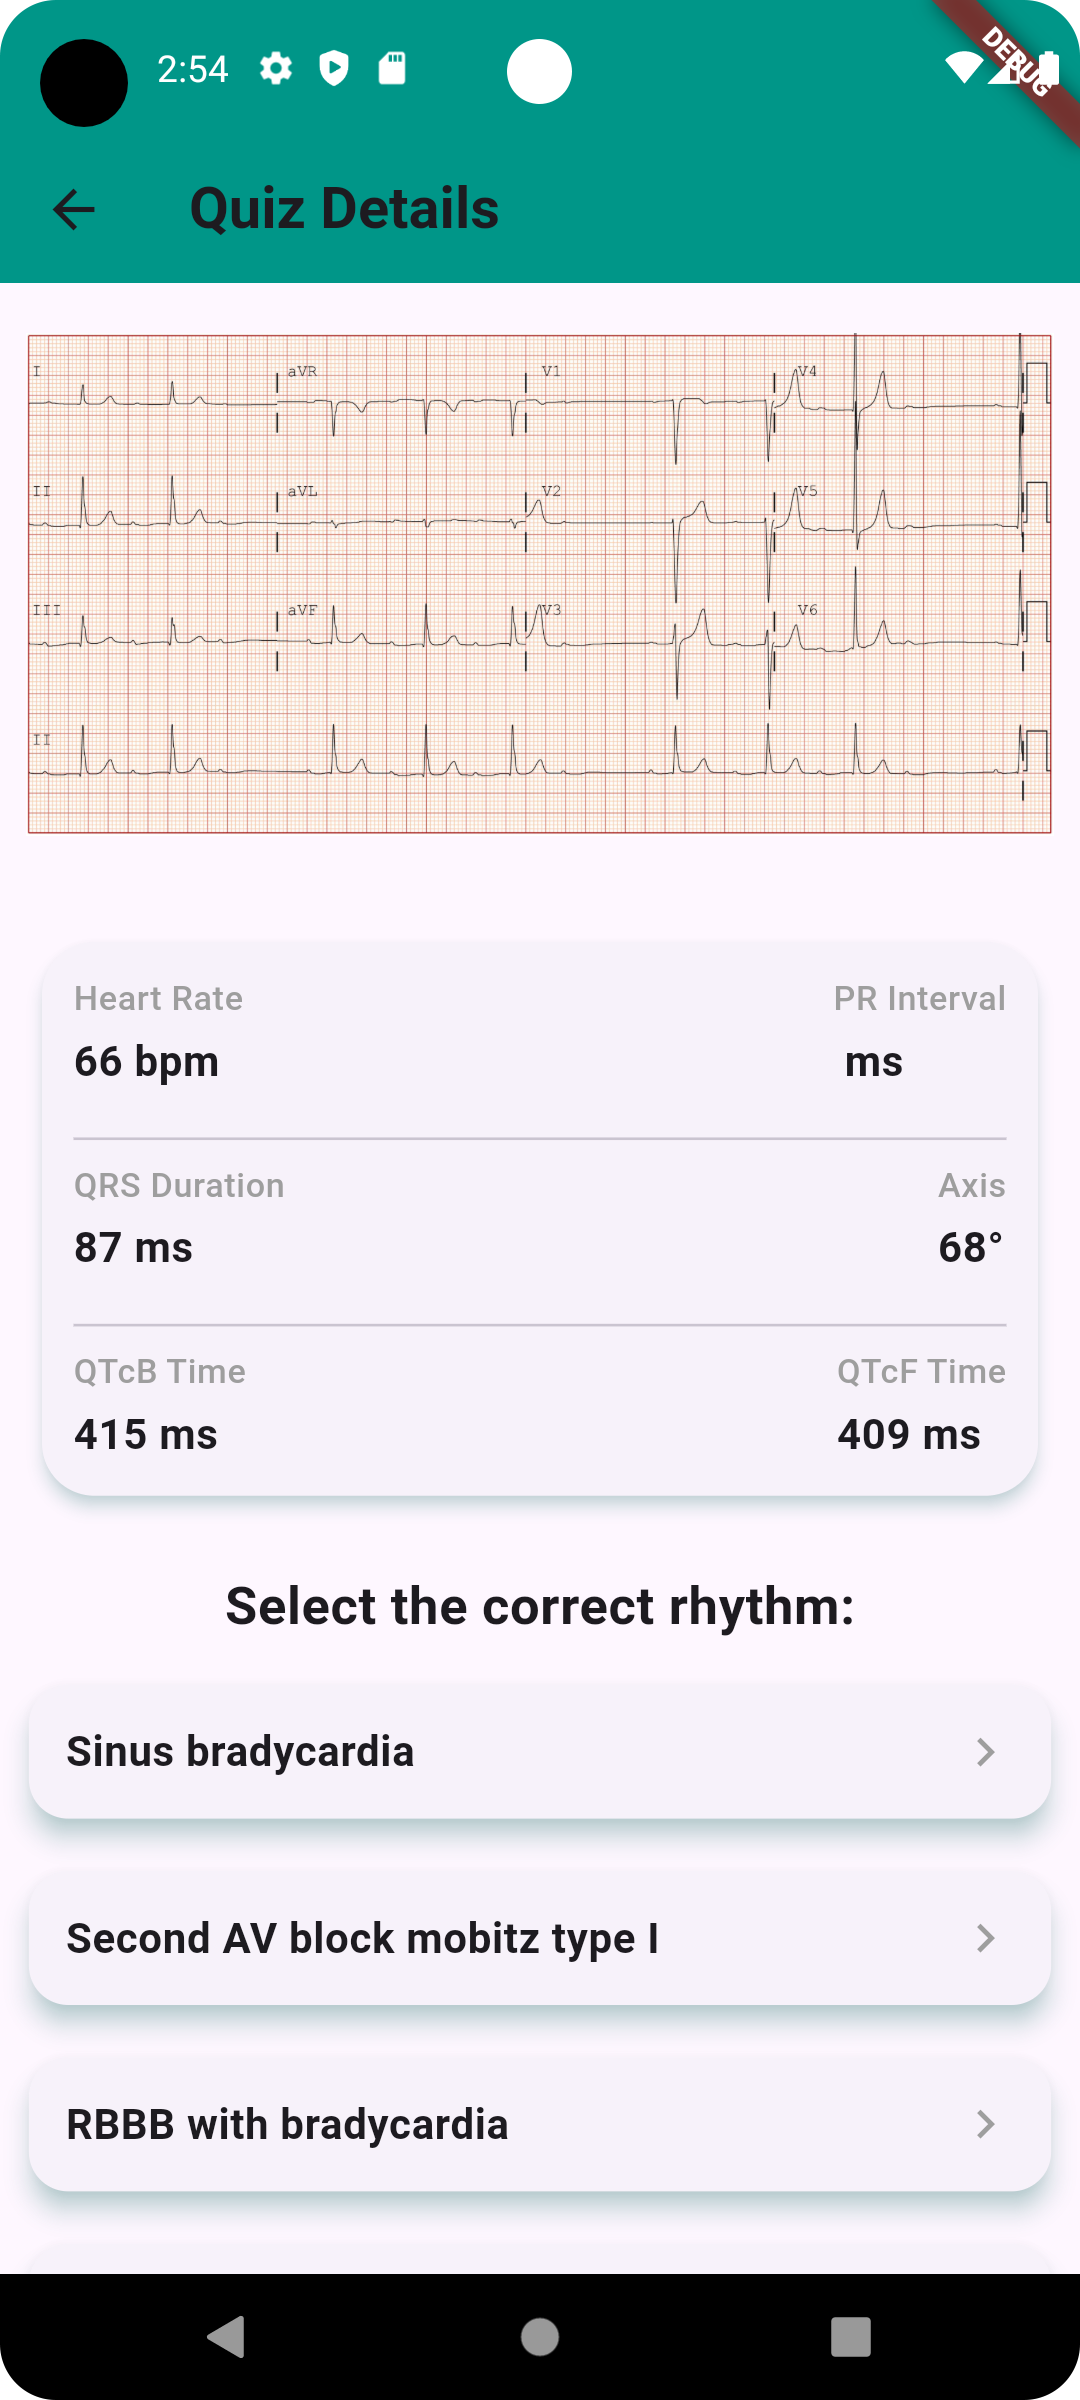 2:54
DEBUG
Quiz Details
I aVR V1 V4
II aVL V2 V5
III aVF V3 V6
II
Heart Rate PR Interval
66 bpm ms
QRS Duration Axis
87 ms 68°
QTcB Time QTcF Time
415 ms 409 ms
Select the correct rhythm:
Sinus bradycardia
Second AV block mobitz type I
RBBB with bradycardia